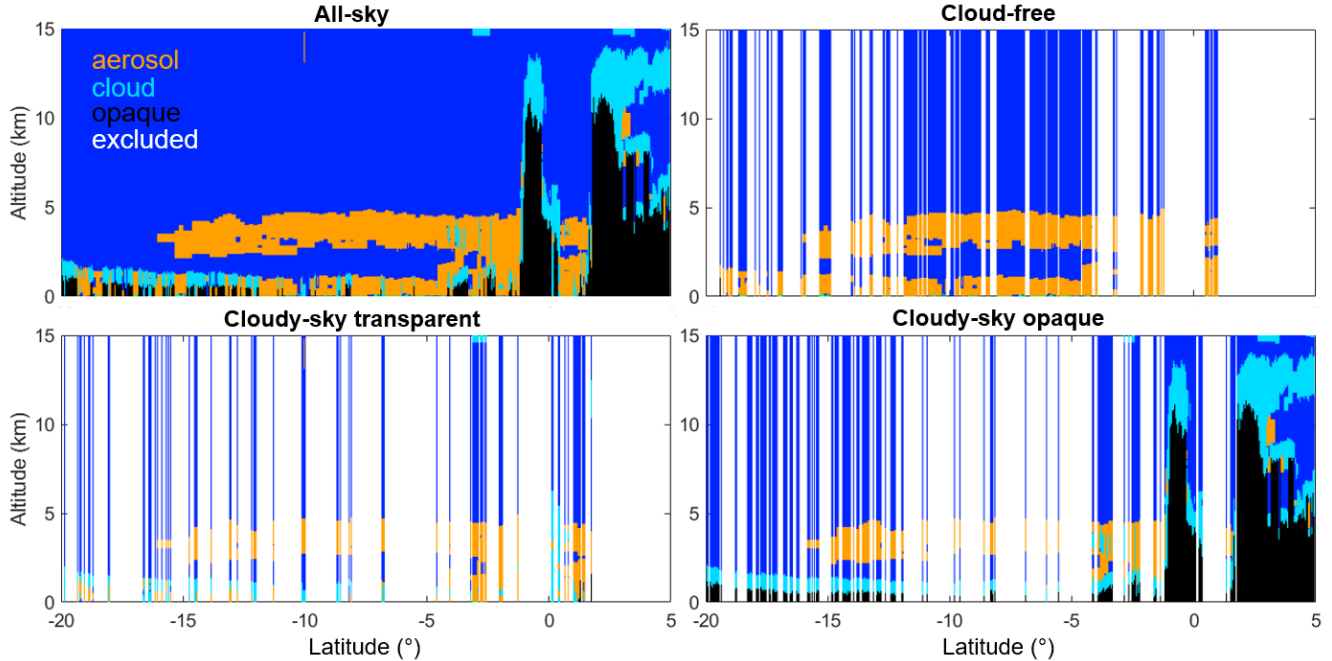 All-sky
Cloud-free
15
10
5
0
Altitude (km)
aerosol
cloud
opaque
excluded
15
10
5
0
Cloudy-sky transparent
Cloudy-sky opaque
15
10
5
0
Altitude (km)
-20
-15
-10
-5
0
5
Latitude (°)
15
10
5
0
-20
-15
-10
-5
0
5
Latitude (°)